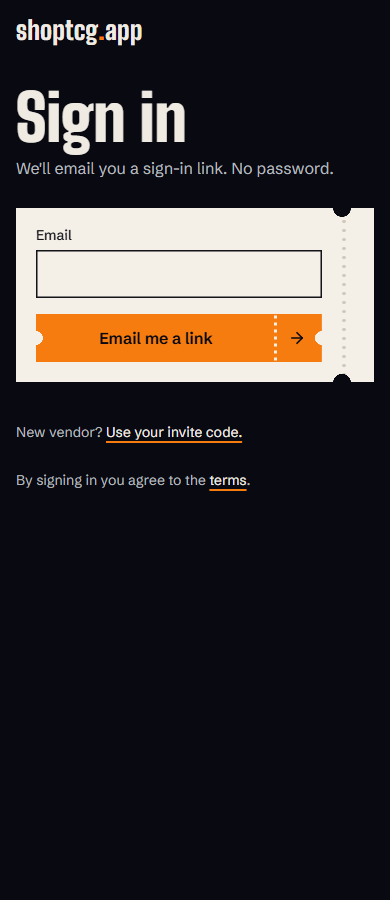 shoptcg.app
Sign in
We'll email you a sign-in link. No password.
Email
Email me a link
New vendor? Use your invite code.
By signing in you agree to the terms.